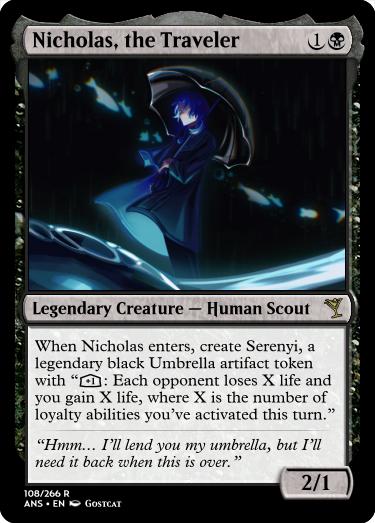 Nicholas, the Traveler 1
Legendary Creature — Human Scout
When Nicholas enters, create Serenyi, a
legendary black Umbrella artifact token
with “+1: Each opponent loses X life and
you gain X life, where X is the number of
loyalty abilities you’ve activated this turn.”
“Hmm… I’ll lend you my umbrella, but I’ll
need it back when this is over.”
2/1
108/266 R
ANS • EN Gostcat